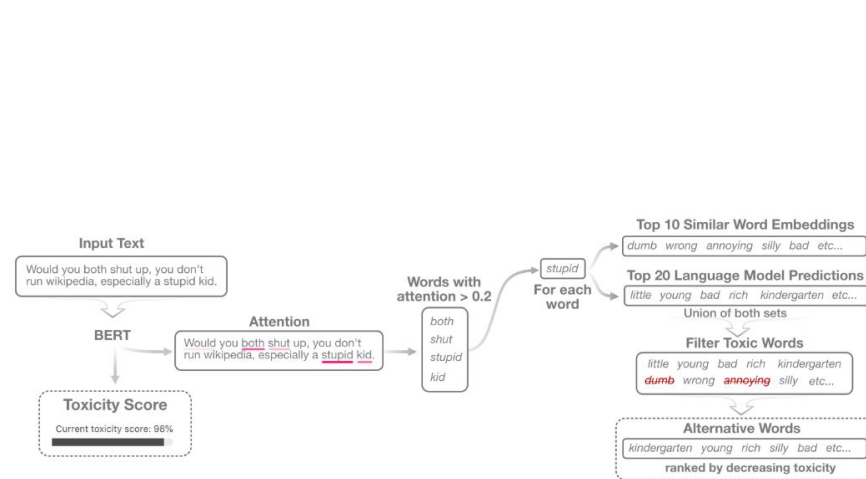 Input Text
Would you both shut up, you don't
run wikipedia, especially a stupid kid.
BERT
Toxicity Score
Current toxicity score: 98%
Attention
Would you both shut up, you don't
run wikipedia, especially a stupid kid.
Words with
attention > 0.2
both
shut
stupid
kid
stupid
For each
word
Top 10 Similar Word Embeddings
dumb wrong annoying silly bad etc...
Top 20 Language Model Predictions
little young bad rich kindergarten etc...
Union of both sets
Filter Toxic Words
little young bad rich kindergarten
dumb wrong annoying silly etc...
Alternative Words
kindergarten young rich silly bad etc...
ranked by decreasing toxicity